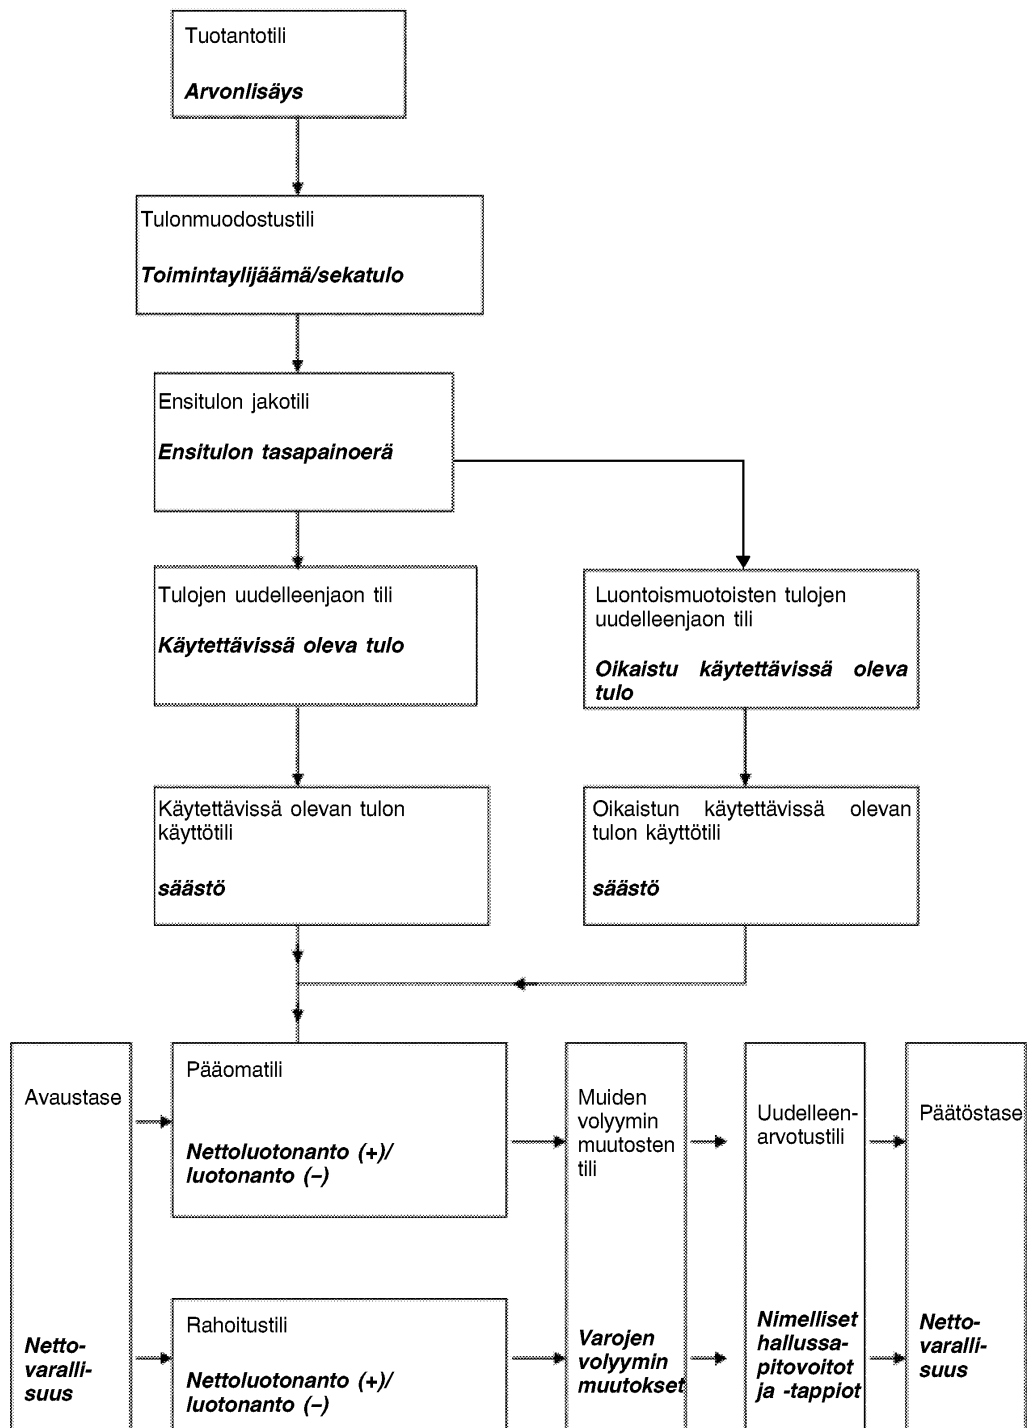 Tuotantotili
Arvonlisäys
Tulonmuodostustili
Toimintaylijäämä/sekatulo
Ensitulon jakotili
Ensitulon tasapainoerä
Tulojen uudelleenjaon tili
Käytettävissä oleva tulo
Luontoismuotoisten tulojen
uudelleenjaon tili
Oikaistu käytettävissä oleva
tulo
Käytettävissä olevan tulon
käyttötili
säästö
Oikaistun käytettävissä olevan
tulon käyttötili
säästö
Avaustase
Netto-
varalli-
suus
Pääomatili
Nettoluotonanto (+)/
luotonanto (–)
Rahoitustili
Nettoluotonanto (+)/
luotonanto (–)
Muiden
volyymin
muutosten
tili
Varojen
volyymin
muutokset
Uudelleen-
arvotustili
Nimelliset
hallussa-
pitovoitot
ja -tappiot
Päätöstase
Netto-
varalli-
suus